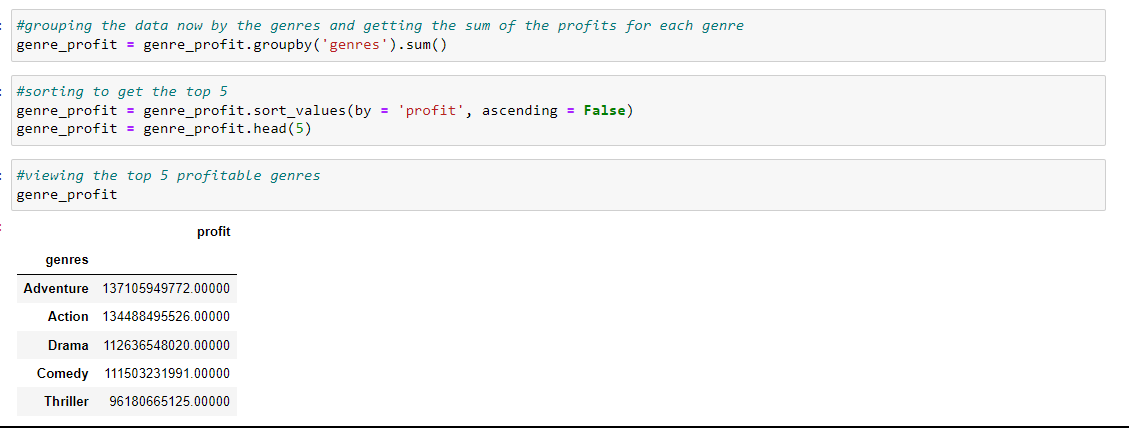 #grouping the data now by the genres and getting the sum of the profits for each genre
genre_profit = genre_profit.groupby('genres').sum()
#sorting to get the top 5
genre_profit = genre_profit.sort_values(by = 'profit', ascending = False)
genre_profit = genre_profit.head(5)
#viewing the top 5 profitable genres
genre_profit
profit
genres
Adventure 137105949772.00000
Action 134488495526.00000
Drama 112636548020.00000
Comedy 111503231991.00000
Thriller 96180665125.00000